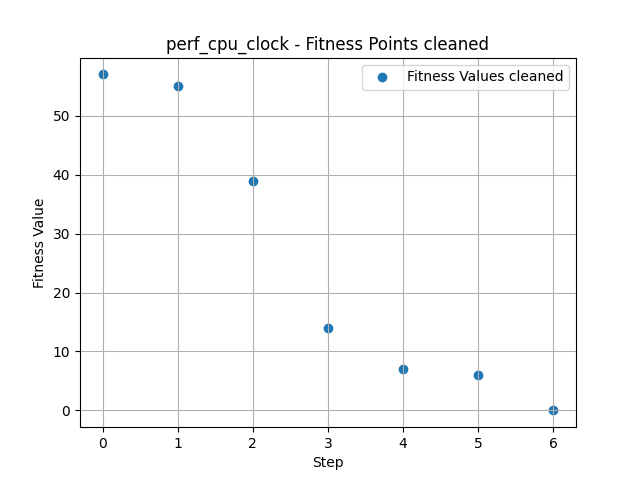 perf_cpu_clock - Fitness Points cleaned
Fitness Values cleaned
Fitness Value
50
40
30
20
10
0
0 1 2 3 4 5 6
Step